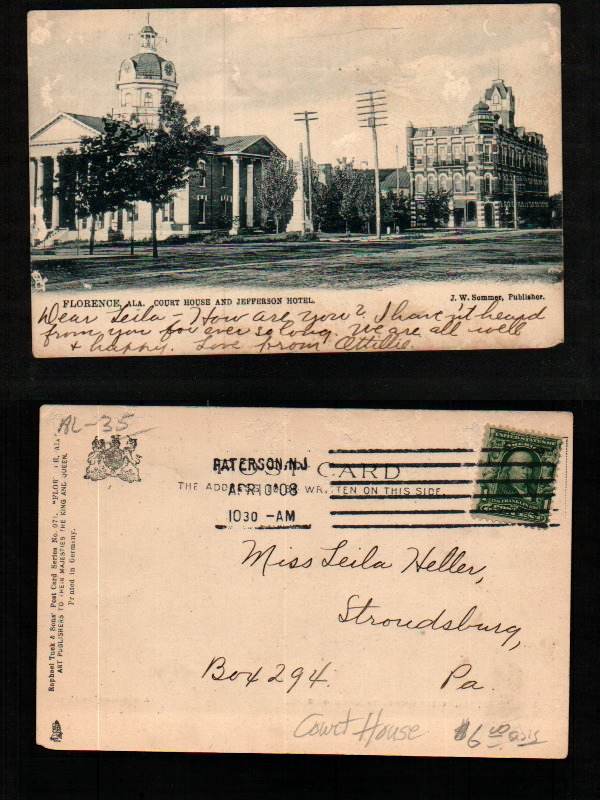 FLORENCE, ALA. COURT HOUSE AND JEFFERSON HOTEL.
J. W. Sommer, Publisher.
Dear Leila - How are you? I have n't heard
from you for ever so long. We are all well
& happy. Love from Ottilie.
AL-35
PATERSON, N.J.
APR 10 '08
10 30 -AM
POST CARD
THE ADDRESS TO BE WRITTEN ON THIS SIDE.
UNITED STATES
Miss Leila Heller,
Stroudsburg,
Box 294. Pa.
Court House $6.00
Raphael Tuck & Sons' Post Card Series No.
ART PUBLISHERS TO THEIR MAJESTIES THE KING AND QUEEN.
Printed in Germany.